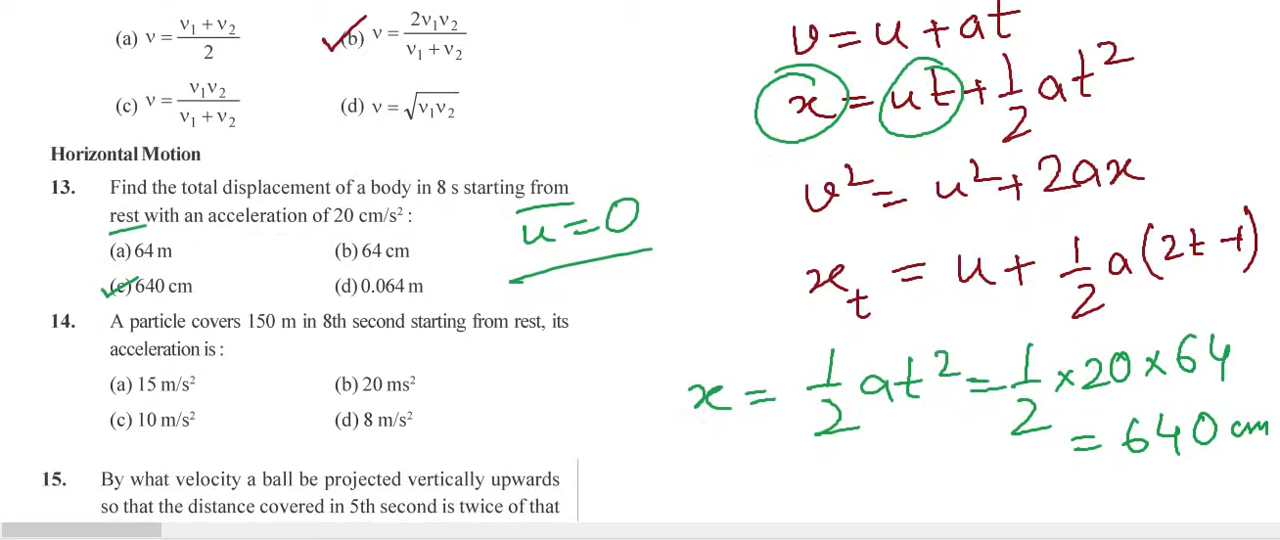 (a) v = (v₁ + v₂)/2 (b) v = 2v₁v₂/(v₁ + v₂)
(c) v = v₁v₂/(v₁ + v₂) (d) v = √(v₁v₂)
Horizontal Motion
13. Find the total displacement of a body in 8 s starting from
rest with an acceleration of 20 cm/s² :
(a) 64 m (b) 64 cm
(c) 640 cm (d) 0.064 m
14. A particle covers 150 m in 8th second starting from rest, its
acceleration is :
(a) 15 m/s² (b) 20 ms²
(c) 10 m/s² (d) 8 m/s²
15. By what velocity a ball be projected vertically upwards
so that the distance covered in 5th second is twice of that
u = 0
v = u + at
x = ut + 1/2 at²
v² = u² + 2ax
xₜ = u + 1/2 a(2t - 1)
x = 1/2 at² = 1/2 × 20 × 64
= 640 cm